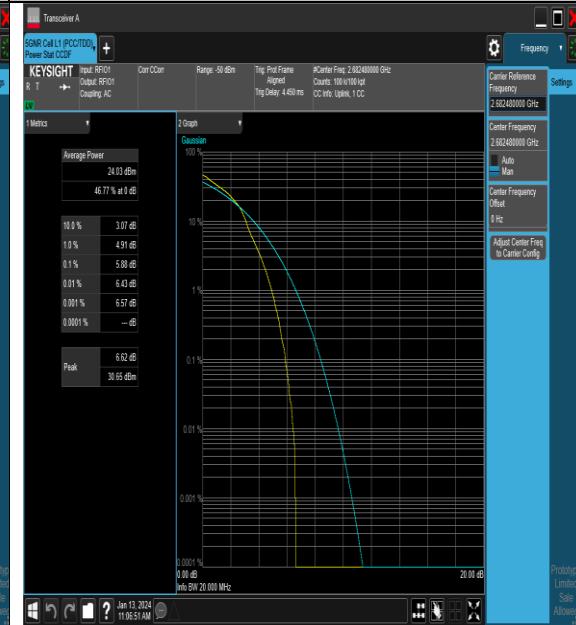 Transceiver A
5GNR Cell L1 (PCC/TDD),
Power Stat CCDF
Frequency
KEYSIGHT
R T
Input: RFIO1
Output: RFIO1
Coupling: AC
Corr CCorr
Range: -50 dBm
Trig: Prot Frame
Aligned
Trig Delay: 4.450 ms
#Center Freq: 2.682480000 GHz
Counts: 100 k/100 kpt
CC Info: Uplink, 1 CC
Settings
Carrier Reference
Frequency
2.682480000 GHz
Center Frequency
2.682480000 GHz
Auto
Man
Center Frequency
Offset
0 Hz
Adjust Center Freq
to Carrier Config
1 Metrics
Average Power
24.03 dBm
46.77 % at 0 dB
10.0 % 3.07 dB
1.0 % 4.91 dB
0.1 % 5.88 dB
0.01 % 6.43 dB
0.001 % 6.57 dB
0.0001 % --- dB
Peak
6.62 dB
30.65 dBm
2 Graph
Gaussian
100 %
10 %
1 %
0.1 %
0.01 %
0.001 %
0.0001 %
0.00 dB
20.00 dB
Info BW 20.000 MHz
Jan 13, 2024
11:06:51 AM
Sale